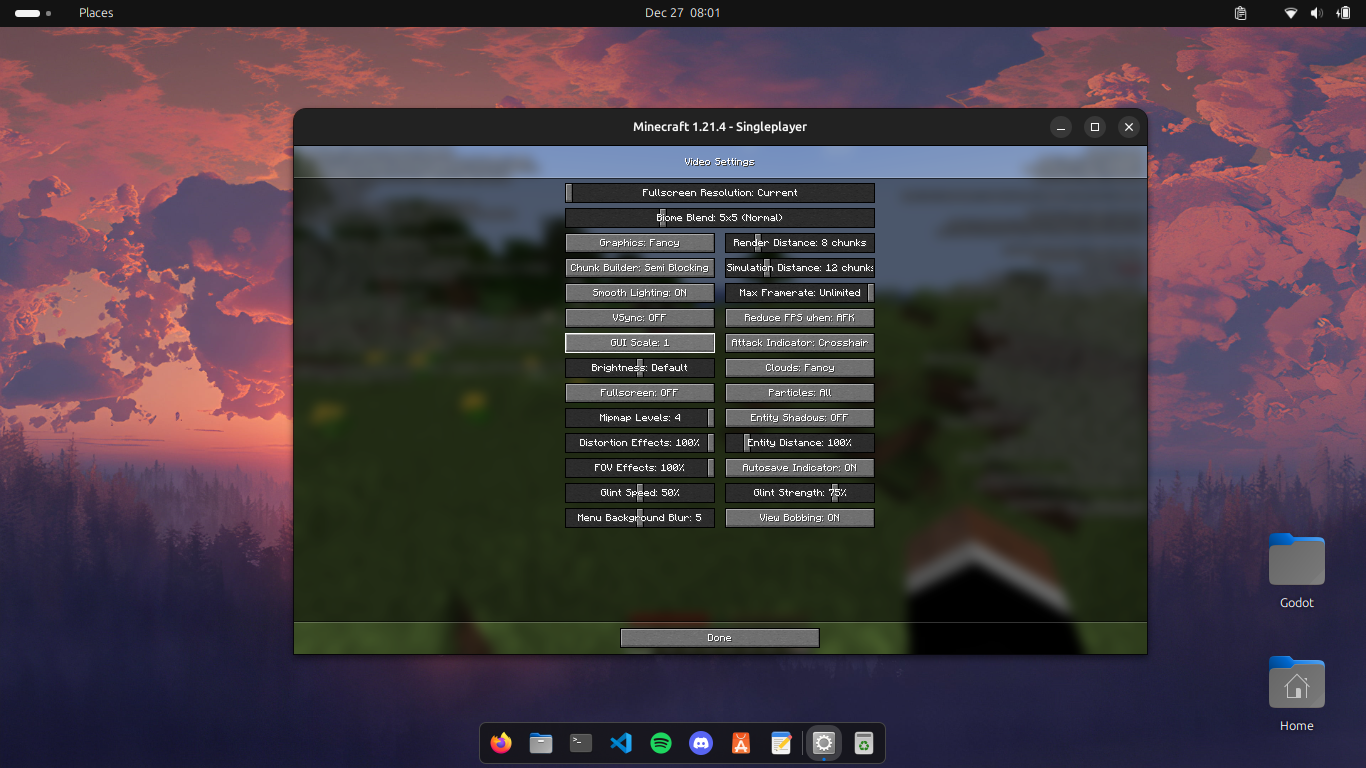 Places
Dec 27 08:01
Minecraft 1.21.4 - Singleplayer
Video Settings
Fullscreen Resolution: Current
Biome Blend: 5x5 (Normal)
Graphics: Fancy
Render Distance: 8 chunks
Chunk Builder: Semi Blocking
Simulation Distance: 12 chunks
Smooth Lighting: ON
Max Framerate: Unlimited
VSync: OFF
Reduce FPS when: AFK
GUI Scale: 1
Attack Indicator: Crosshair
Brightness: Default
Clouds: Fancy
Fullscreen: OFF
Particles: All
Mipmap Levels: 4
Entity Shadows: OFF
Distortion Effects: 100%
Entity Distance: 100%
FOV Effects: 100%
Autosave Indicator: ON
Glint Speed: 50%
Glint Strength: 75%
Menu Background Blur: 5
View Bobbing: ON
Done
Godot
Home